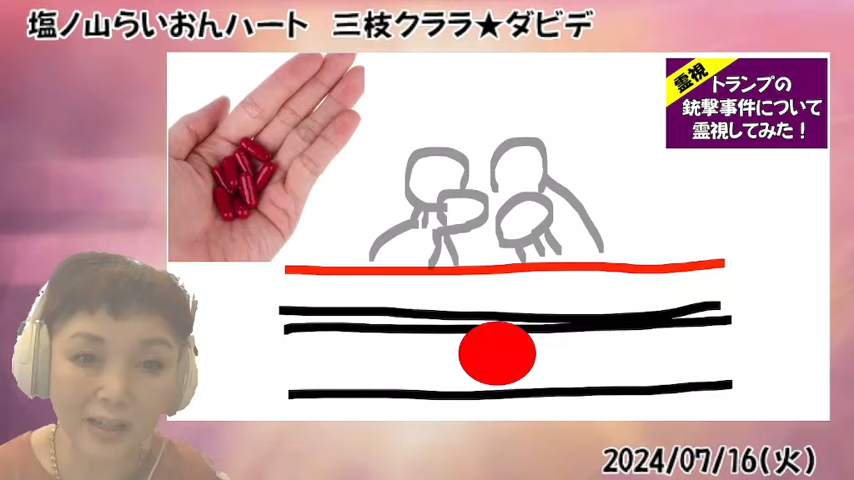 塩ノ山らいおんハート 三枝クララ★ダビデ
霊視
トランプの
銃撃事件について
霊視してみた!
2024/07/16(火)